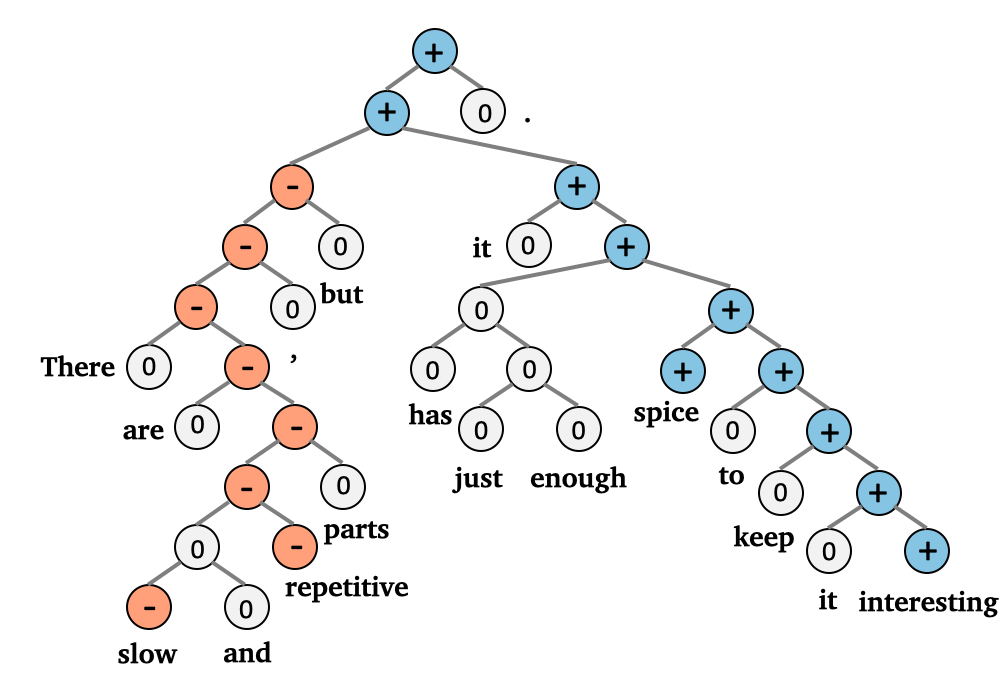 +
+ 0 .
- +
- 0 it 0 +
but
- 0 0 +
There 0 - , 0 0 + +
are 0 - has 0 0 spice 0 +
- 0 just enough to 0 +
0 - parts keep 0 +
repetitive it interesting
- 0
slow and